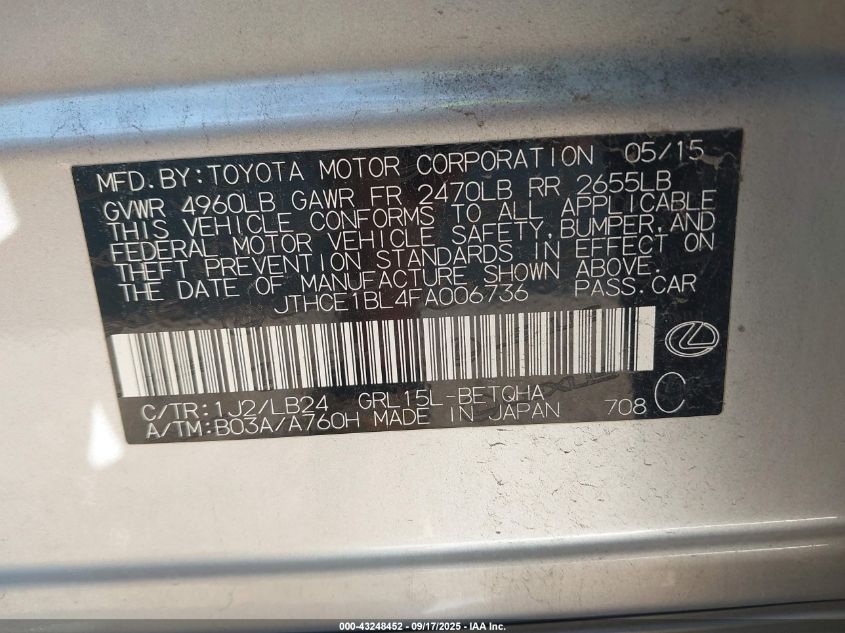 MFD. BY: TOYOTA MOTOR CORPORATION 05/15
GVWR 4960LB GAWR FR 2470LB RR 2655LB
THIS VEHICLE CONFORMS TO ALL APPLICABLE
FEDERAL MOTOR VEHICLE SAFETY, BUMPER, AND
THEFT PREVENTION STANDARDS IN EFFECT ON
THE DATE OF MANUFACTURE SHOWN ABOVE.
JTHCE1BL4FA006736 PASS. CAR
C/TR: 1J2/LB24 GRL15L-BETQHA
A/TM: B03A/A760H MADE IN JAPAN 708 C
000-43248452 - 09/17/2025 - IAA Inc.